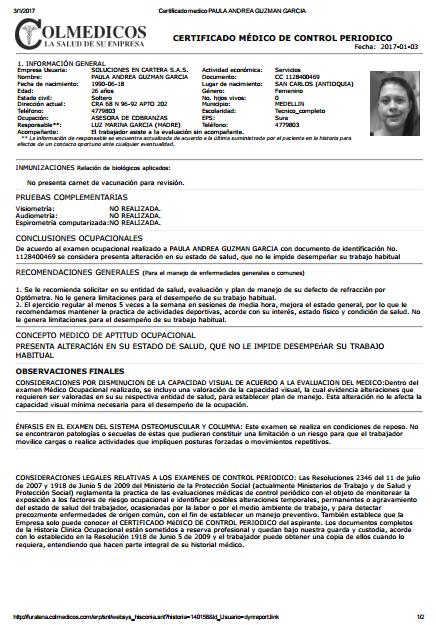 3/1/2017 Certificado medico PAULA ANDREA GUZMAN GARCIA
COLMEDICOS
LA SALUD DE SU EMPRESA
CERTIFICADO MÉDICO DE CONTROL PERIODICO
Fecha: 2017-01-03
1. INFORMACIÓN GENERAL
Empresa Usuaria: SOLUCIONES EN CARTERA S.A.S. Actividad económica: Servicios
Nombre: PAULA ANDREA GUZMAN GARCIA Documento: CC 1128400469
Fecha de nacimiento: 1990-06-18 Lugar de nacimiento: SAN CARLOS (ANTIOQUIA)
Edad: 26 años Género: Femenino
Estado civil: Soltero No. hijos vivos: 0
Dirección actual: CRA 68 N 96-92 APTO 202 Municipio: MEDELLIN
Teléfono: 4779803 Escolaridad: Tecnico_completo
Ocupación: ASESORA DE COBRANZAS EPS: Sura
Responsable**: LUZ MARINA GARCIA (MADRE) Teléfono: 4779803
Acompañante: El trabajador asiste a la evaluación sin acompañante.
** La información de responsable se encuentra actualizada de acuerdo a la última suministrada por el paciente en la historia para
efectos de un contacto oportuno ante cualquier eventualidad.
INMUNIZACIONES Relación de biológicos aplicados:
No presenta carnet de vacunación para revisión.
PRUEBAS COMPLEMENTARIAS
Visiometría: NO REALIZADA.
Audiometría: NO REALIZADA.
Espirometría computarizada:NO REALIZADA.
CONCLUSIONES OCUPACIONALES
De acuerdo al examen ocupacional realizado a PAULA ANDREA GUZMAN GARCIA con documento de identificación No.
1128400469 se considera presenta alteración en su estado de salud, que no le impide desempeñar su trabajo habitual
RECOMENDACIONES GENERALES (Para el manejo de enfermedades generales o comunes)
1. Se le recomienda solicitar en su entidad de salud, evaluación y plan de manejo de su defecto de refracción por
Optómetra. No le genera limitaciones para el desempeño de su trabajo habitual.
2. El ejercicio regular al menos 5 veces a la semana en sesiones de media hora, mejora el estado general, por lo que le
recomendamos mantener la practica de actividades deportivas, acorde con su interés, estado físico y condición de salud. No
le genera limitaciones para el desempeño de su trabajo habitual.
CONCEPTO MEDICO DE APTITUD OCUPACIONAL
PRESENTA ALTERACIóN EN SU ESTADO DE SALUD, QUE NO LE IMPIDE DESEMPEñAR SU TRABAJO
HABITUAL
OBSERVACIONES FINALES
CONSIDERACIONES POR DISMINUCION DE LA CAPACIDAD VISUAL DE ACUERDO A LA EVALUACION DEL MEDICO:Dentro del
examen Médico Ocupacional realizado, se incluyo una valoración de la capacidad visual, la cual evidencia alteraciones que
requieren ser valoradas en su su respectiva entidad de salud, para establecer plan de manejo. Esta alteración no le afecta la
capacidad visual mínima necesaria para el desempeño de la ocupación.
ÉNFASIS EN EL EXAMEN DEL SISTEMA OSTEOMUSCULAR Y COLUMNA: Este examen se realiza en condiciones de reposo. No
se encontraron patologías o secuelas de estas que pudieran constituir una limitación o un riesgo para que el trabajador
movilice cargas o realice actividades que impliquen posturas forzadas o movimientos repetitivos.
CONSIDERACIONES LEGALES RELATIVAS A LOS EXAMENES DE CONTROL PERIODICO: Las Resoluciones 2346 del 11 de julio
de 2007 y 1918 de Junio 5 de 2009 del Ministerio de la Protección Social (actualmente Ministerios de Trabajo y de Salud y
Protección Social) reglamenta la practica de las evaluaciones médicas de control periódico con el objeto de monitorear la
exposición a los factores de riesgo ocupacional e identificar posibles alteraciones temporales, permanentes o agravamiento
del estado de salud del trabajador, ocasionadas por la labor o por el medio ambiente de trabajo, y para detectar
precozmente enfermedades de origen común, con el fin de establecer un manejo preventivo. También establece que la
Empresa solo puede conocer el CERTIFICADO MéDICO DE CONTROL PERIODICO del aspirante. Los documentos completos
de la Historia Clínica Ocupacional están sometidos a reserva profesional y quedan bajo nuestra guarda y custodia, acorde
con lo establecido en la Resolución 1918 de Junio 5 de 2009 y el trabajador puede obtener una copia de ellos cuando lo
requiera, entendiendo que hacen parte integral de su historial médico.
http://furatena.colmedicos.com/erp/snt/websys_hisconia.snt?historia=140158&Id_Usuario=dymreport.link 1/2